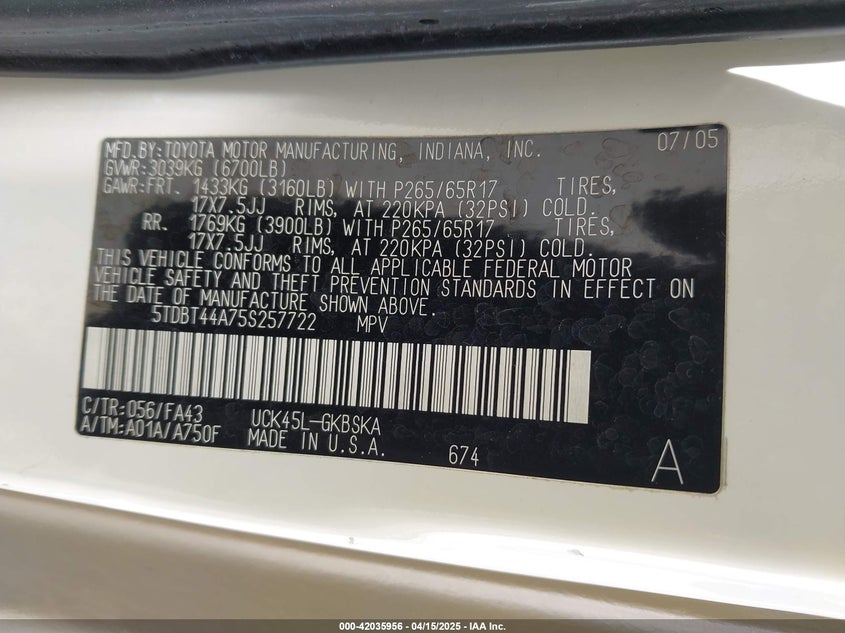 MFD.BY:TOYOTA MOTOR MANUFACTURING, INDIANA, INC. 07/05
GVWR:3039KG (6700LB)
GAWR:FRT. 1433KG (3160LB) WITH P265/65R17 TIRES,
17X7.5JJ RIMS, AT 220KPA (32PSI) COLD.
RR. 1769KG (3900LB) WITH P265/65R17 TIRES,
17X7.5JJ RIMS, AT 220KPA (32PSI) COLD.
THIS VEHICLE CONFORMS TO ALL APPLICABLE FEDERAL MOTOR
VEHICLE SAFETY AND THEFT PREVENTION STANDARDS IN EFFECT ON
THE DATE OF MANUFACTURE SHOWN ABOVE.
5TDBT44A75S257722 MPV
C/TR:056/FA43 UCK45L-GKBSKA
A/TM:A01A/A750F MADE IN U.S.A.
674 A
000-42035956 - 04/15/2025 - IAA Inc.